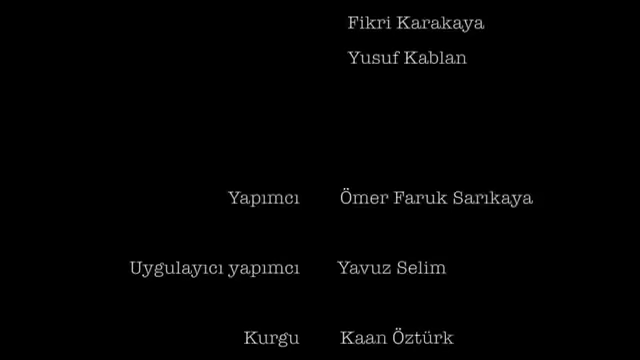 Fikri Karakaya
Yusuf Kablan
Yapımcı Ömer Faruk Sarıkaya
Uygulayıcı yapımcı Yavuz Selim
Kurgu Kaan Öztürk